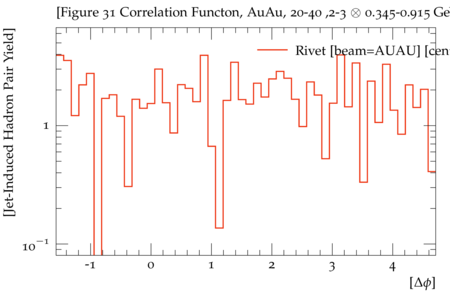 [Figure 31 Correlation Functon, AuAu, 20-40 ,2-3 ⊗ 0.345-0.915 Ge
[Jet-Induced Hadron Pair Yield]
Rivet [beam=AUAU] [cen
1
10⁻¹
-1 0 1 2 3 4
[Δϕ]